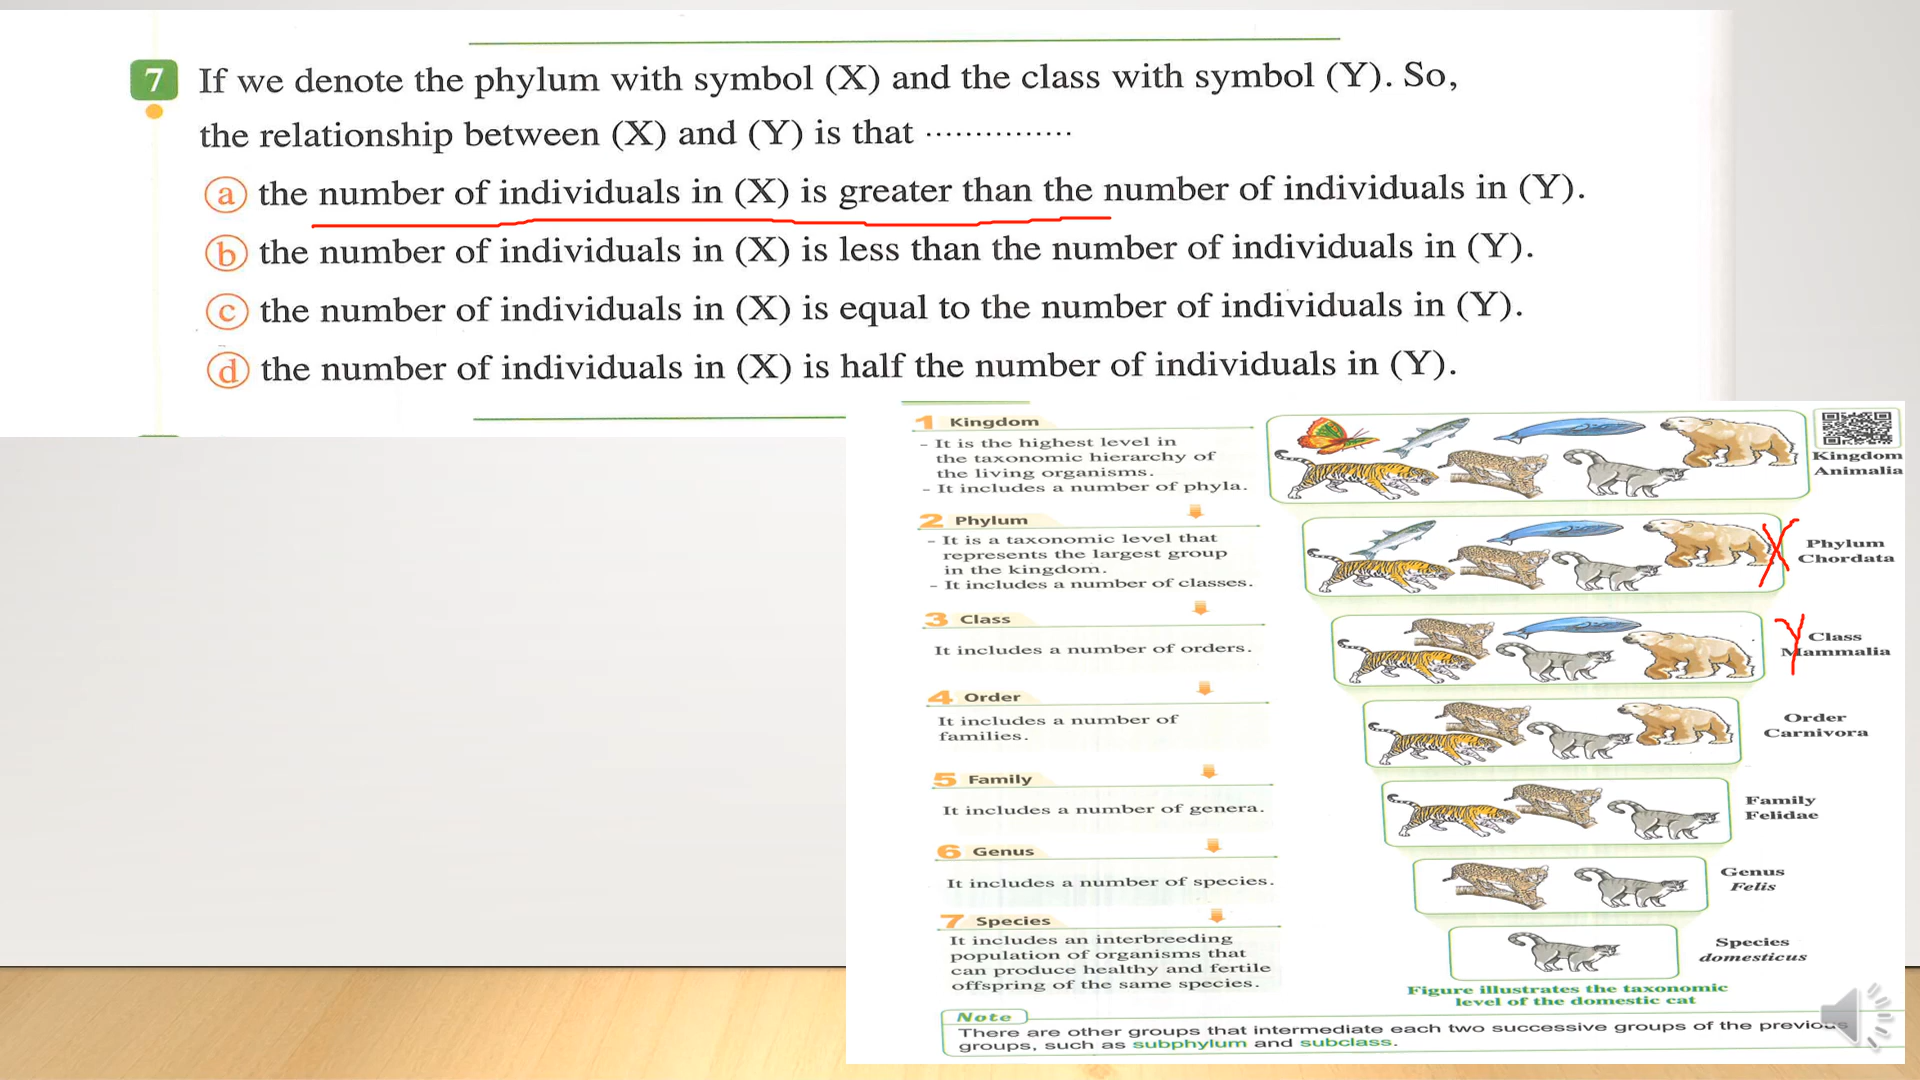 7 If we denote the phylum with symbol (X) and the class with symbol (Y). So,
the relationship between (X) and (Y) is that ...............
a the number of individuals in (X) is greater than the number of individuals in (Y).
b the number of individuals in (X) is less than the number of individuals in (Y).
c the number of individuals in (X) is equal to the number of individuals in (Y).
d the number of individuals in (X) is half the number of individuals in (Y).
1 Kingdom
- It is the highest level in
the taxonomic hierarchy of
the living organisms.
- It includes a number of phyla.
Kingdom
Animalia
2 Phylum
- It is a taxonomic level that
represents the largest group
in the kingdom.
- It includes a number of classes.
X
Phylum
Chordata
3 Class
It includes a number of orders.
Y
Class
Mammalia
4 Order
It includes a number of
families.
Order
Carnivora
5 Family
It includes a number of genera.
Family
Felidae
6 Genus
It includes a number of species.
Genus
Felis
7 Species
It includes an interbreeding
population of organisms that
can produce healthy and fertile
offspring of the same species.
Species
domesticus
Figure illustrates the taxonomic
level of the domestic cat
Note
There are other groups that intermediate each two successive groups of the previous
groups, such as subphylum and subclass.